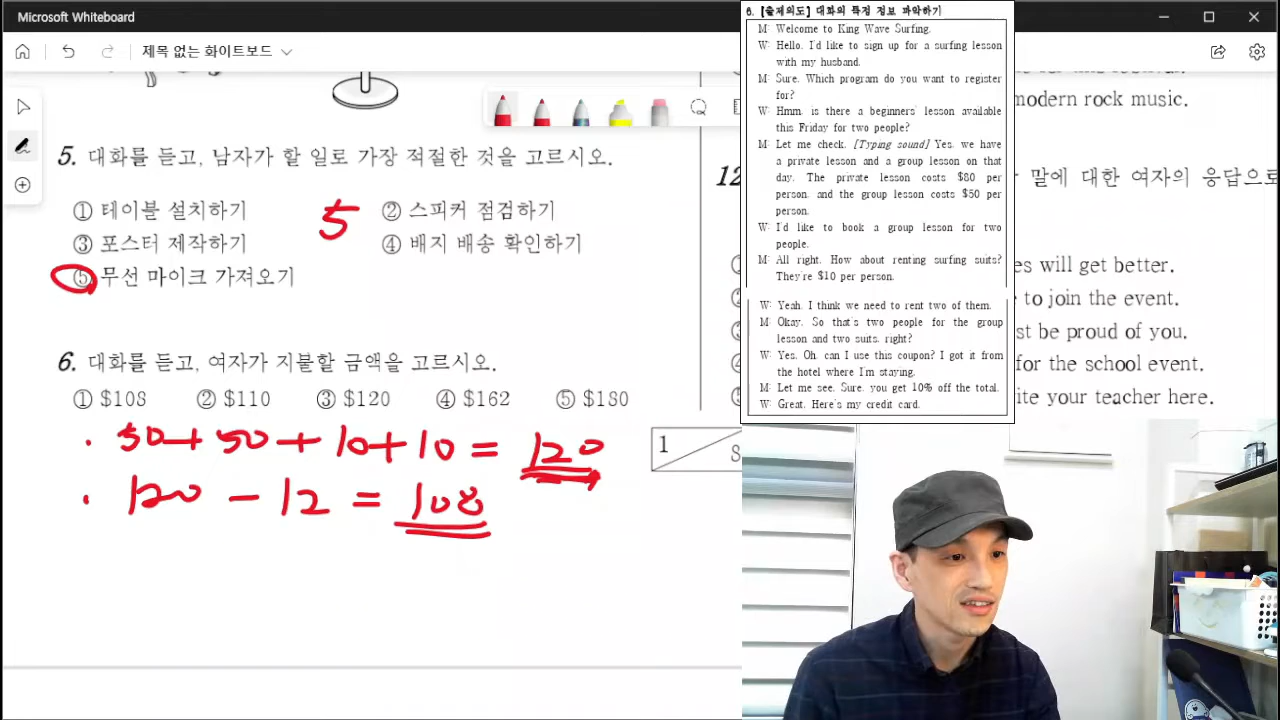 Microsoft Whiteboard
제목 없는 화이트보드
5. 대화를 듣고, 남자가 할 일로 가장 적절한 것을 고르시오.
① 테이블 설치하기
② 스피커 점검하기
③ 포스터 제작하기
④ 배지 배송 확인하기
⑤ 무선 마이크 가져오기
5
6. 대화를 듣고, 여자가 지불할 금액을 고르시오.
① $108 ② $110 ③ $120 ④ $162 ⑤ $180
50+50+10+10=120
120-12=108
1
S
6. [출제의도] 대화의 특정 정보 파악하기
M: Welcome to King Wave Surfing.
W: Hello. I'd like to sign up for a surfing lesson
with my husband.
M: Sure. Which program do you want to register
for?
W: Hmm. is there a beginners' lesson available
this Friday for two people?
M: Let me check. [Typing sound] Yes. we have
a private lesson and a group lesson on that
day. The private lesson costs $80 per
person. and the group lesson costs $50 per
person.
W: I'd like to book a group lesson for two
people.
M: All right. How about renting surfing suits?
They're $10 per person.
W: Yeah. I think we need to rent two of them.
M: Okay. So that's two people for the group
lesson and two suits. right?
W: Yes. Oh. can I use this coupon? I got it from
the hotel where I'm staying.
M: Let me see. Sure. you get 10% off the total.
W: Great. Here's my credit card.
modern rock music.
12
말에 대한 여자의 응답으로
es will get better.
to join the event.
st be proud of you.
for the school event.
ite your teacher here.